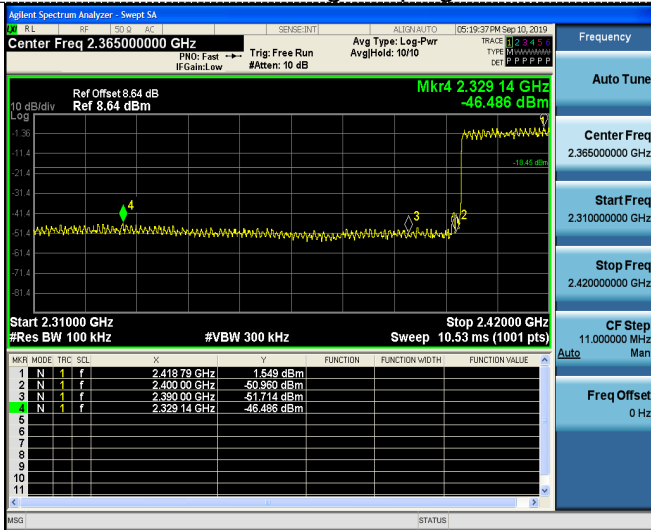 Agilent Spectrum Analyzer - Swept SA
LXI RL RF 50 Ω AC SENSE:INT ALIGN AUTO 05:19:37 PM Sep 10, 2019
Center Freq 2.365000000 GHz
PNO: Fast
IFGain:Low
Trig: Free Run
#Atten: 10 dB
Avg Type: Log-Pwr
Avg|Hold: 10/10
TRACE 1 2 3 4 5 6
TYPE M W W W W W
DET P P P P P P
Frequency
Mkr4 2.329 14 GHz
-46.486 dBm
Ref Offset 8.64 dB
Ref 8.64 dBm
10 dB/div
Log
-1.36
-11.4
-21.4
-31.4
-41.4
-51.4
-61.4
-71.4
-81.4
1
-18.45 dBm
4
3
2
Start 2.31000 GHz
Stop 2.42000 GHz
#Res BW 100 kHz
#VBW 300 kHz
Sweep 10.53 ms (1001 pts)
MKR MODE TRC SCL X Y FUNCTION FUNCTION WIDTH FUNCTION VALUE
1 N 1 f 2.418 79 GHz 1.549 dBm
2 N 1 f 2.400 00 GHz -50.960 dBm
3 N 1 f 2.390 00 GHz -51.714 dBm
4 N 1 f 2.329 14 GHz -46.486 dBm
5
6
7
8
9
10
11
MSG
STATUS
Auto Tune
Center Freq
2.365000000 GHz
Start Freq
2.310000000 GHz
Stop Freq
2.420000000 GHz
CF Step
11.000000 MHz
Auto Man
Freq Offset
0 Hz